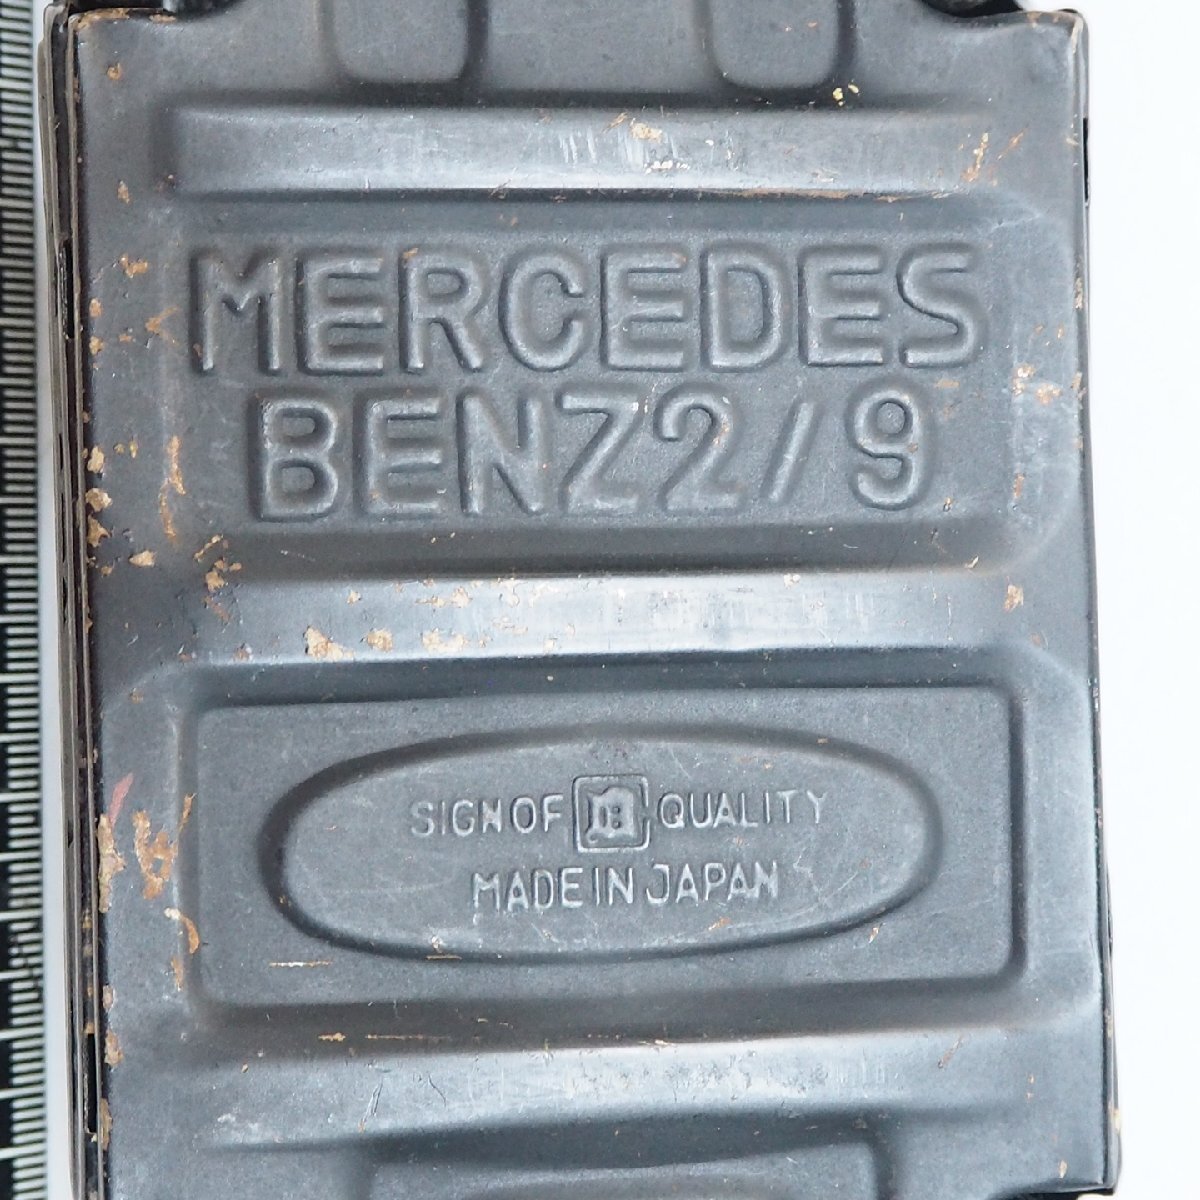 MERCEDES
BENZ2/9
SIGN OF QUALITY
MADE IN JAPAN